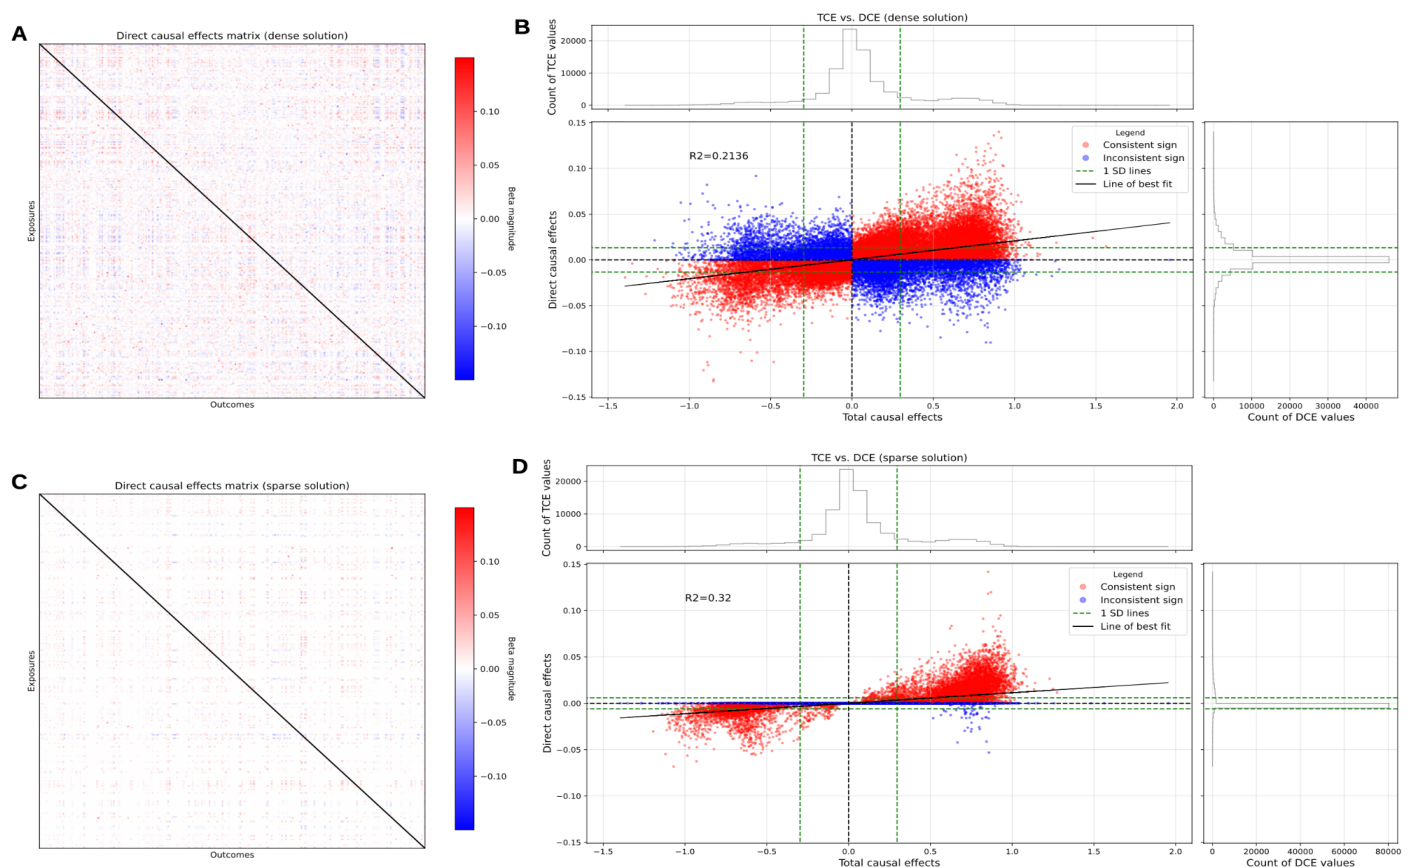 A
Direct causal effects matrix (dense solution)
Exposures
Outcomes
0.10
0.05
0.00
−0.05
−0.10
Beta magnitude
B
TCE vs. DCE (dense solution)
Count of TCE values
20000
10000
0
R2=0.2136
Legend
Consistent sign
Inconsistent sign
1 SD lines
Line of best fit
Direct causal effects
0.15
0.10
0.05
0.00
−0.05
−0.10
−0.15
−1.5 −1.0 −0.5 0.0 0.5 1.0 1.5 2.0
Total causal effects
0 10000 20000 30000 40000
Count of DCE values
C
Direct causal effects matrix (sparse solution)
Exposures
Outcomes
0.10
0.05
0.00
−0.05
−0.10
Beta magnitude
D
TCE vs. DCE (sparse solution)
Count of TCE values
20000
10000
0
R2=0.32
Legend
Consistent sign
Inconsistent sign
1 SD lines
Line of best fit
Direct causal effects
0.15
0.10
0.05
0.00
−0.05
−0.10
−0.15
−1.5 −1.0 −0.5 0.0 0.5 1.0 1.5 2.0
Total causal effects
0 20000 40000 60000 80000
Count of DCE values